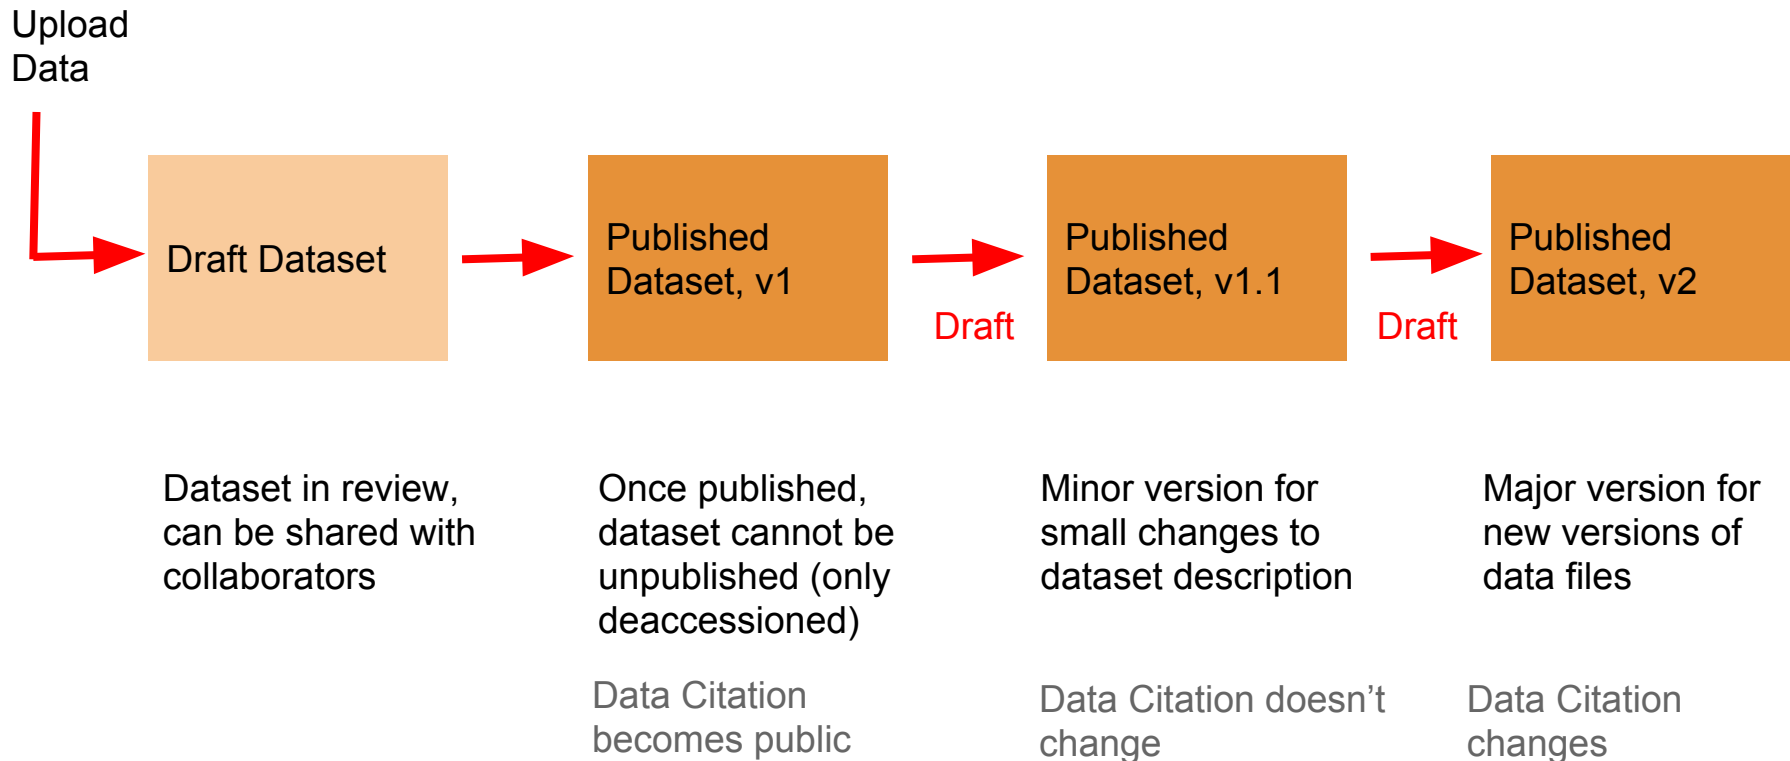 Upload
Data
Draft Dataset
Published
Dataset, v1
Draft
Published
Dataset, v1.1
Draft
Published
Dataset, v2
Dataset in review,
can be shared with
collaborators
Once published,
dataset cannot be
unpublished (only
deaccessioned)
Data Citation
becomes public
Minor version for
small changes to
dataset description
Data Citation doesn’t
change
Major version for
new versions of
data files
Data Citation
changes